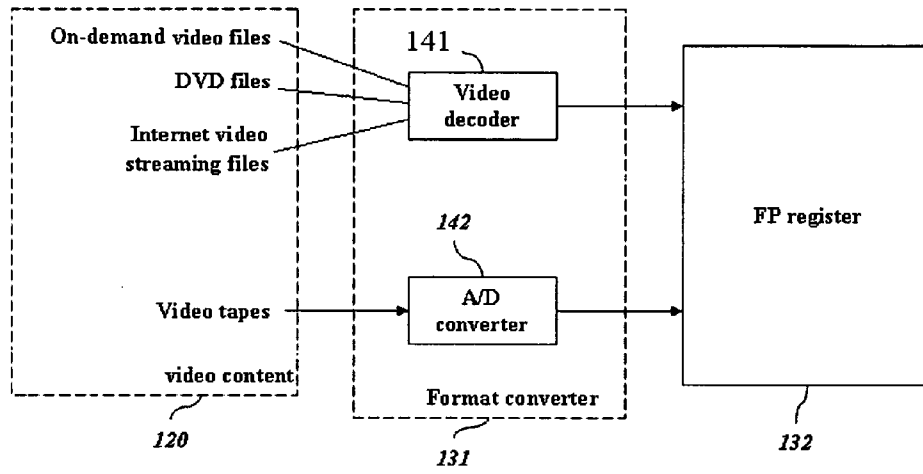 On-demand video files
DVD files
Internet video
streaming files
Video tapes
video content
120
141
Video
decoder
142
A/D
converter
Format converter
131
FP register
132